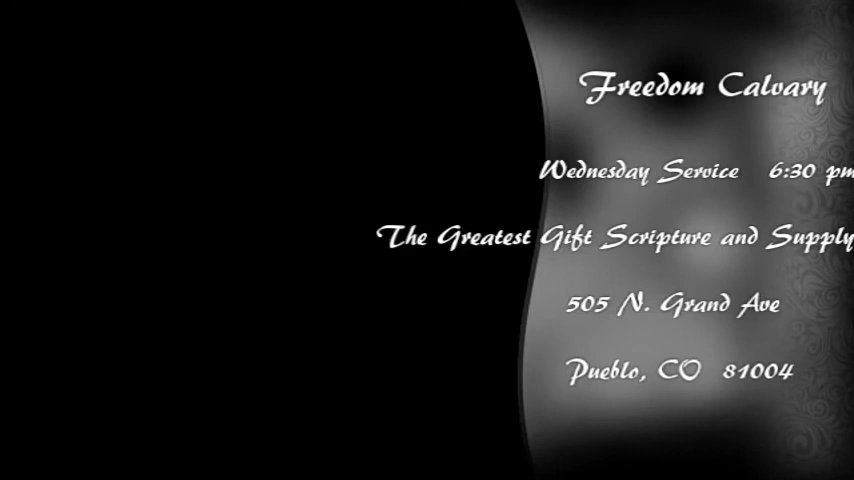 Freedom Calvary
Wednesday Service 6:30 pm
The Greatest Gift Scripture and Supply
505 N. Grand Ave
Pueblo, CO 81004